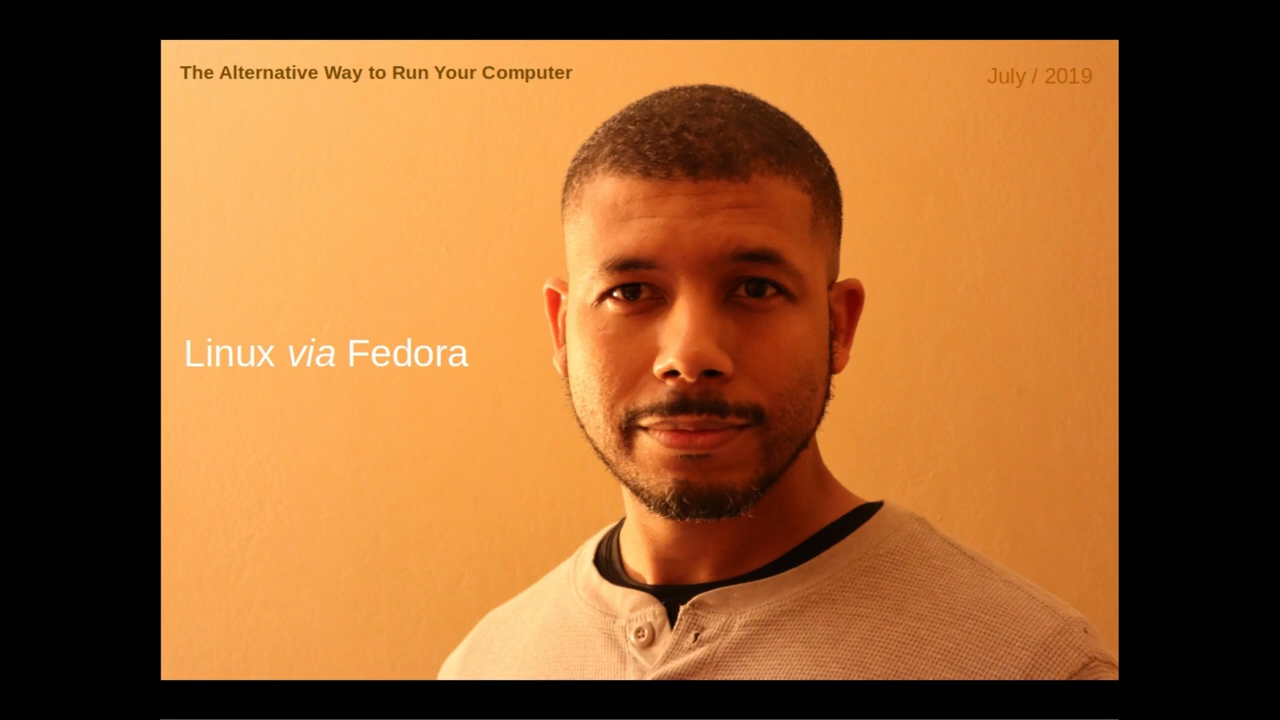 The Alternative Way to Run Your Computer
July / 2019
Linux via Fedora